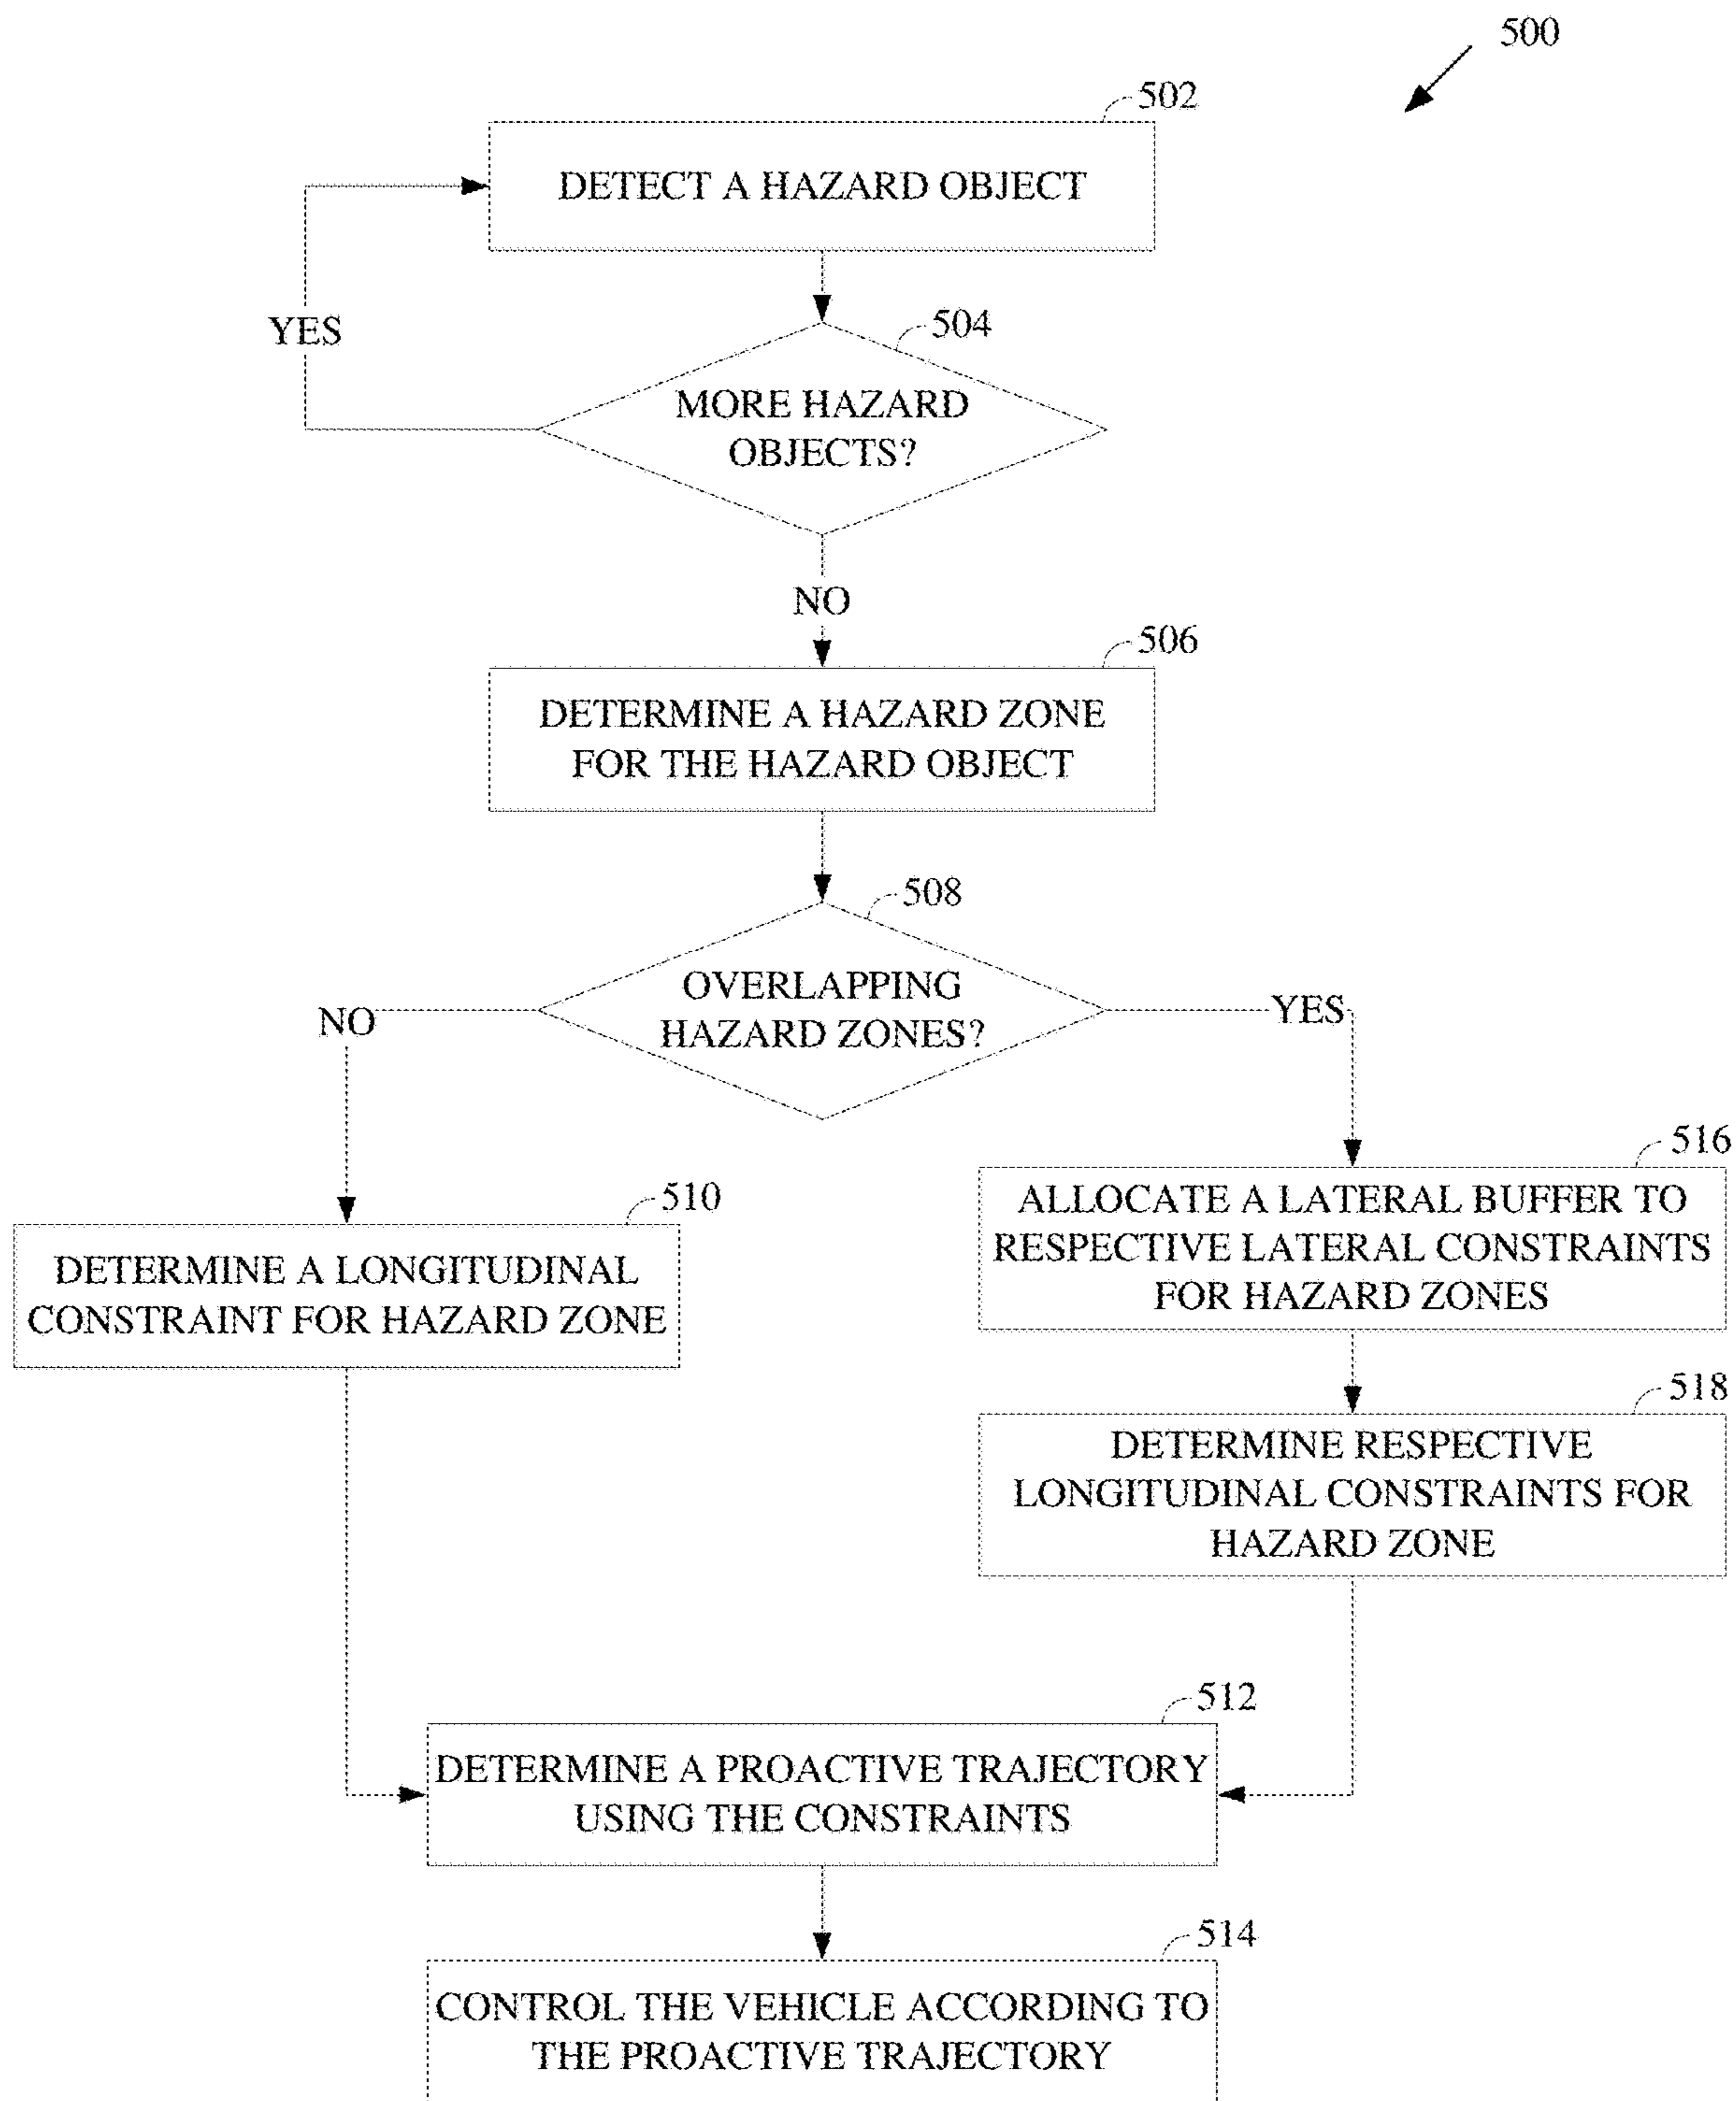 500
502
DETECT A HAZARD OBJECT
YES
504
MORE HAZARD
OBJECTS?
NO
506
DETERMINE A HAZARD ZONE
FOR THE HAZARD OBJECT
508
OVERLAPPING
HAZARD ZONES?
NO
YES
510
DETERMINE A LONGITUDINAL
CONSTRAINT FOR HAZARD ZONE
516
ALLOCATE A LATERAL BUFFER TO
RESPECTIVE LATERAL CONSTRAINTS
FOR HAZARD ZONES
518
DETERMINE RESPECTIVE
LONGITUDINAL CONSTRAINTS FOR
HAZARD ZONE
512
DETERMINE A PROACTIVE TRAJECTORY
USING THE CONSTRAINTS
514
CONTROL THE VEHICLE ACCORDING TO
THE PROACTIVE TRAJECTORY